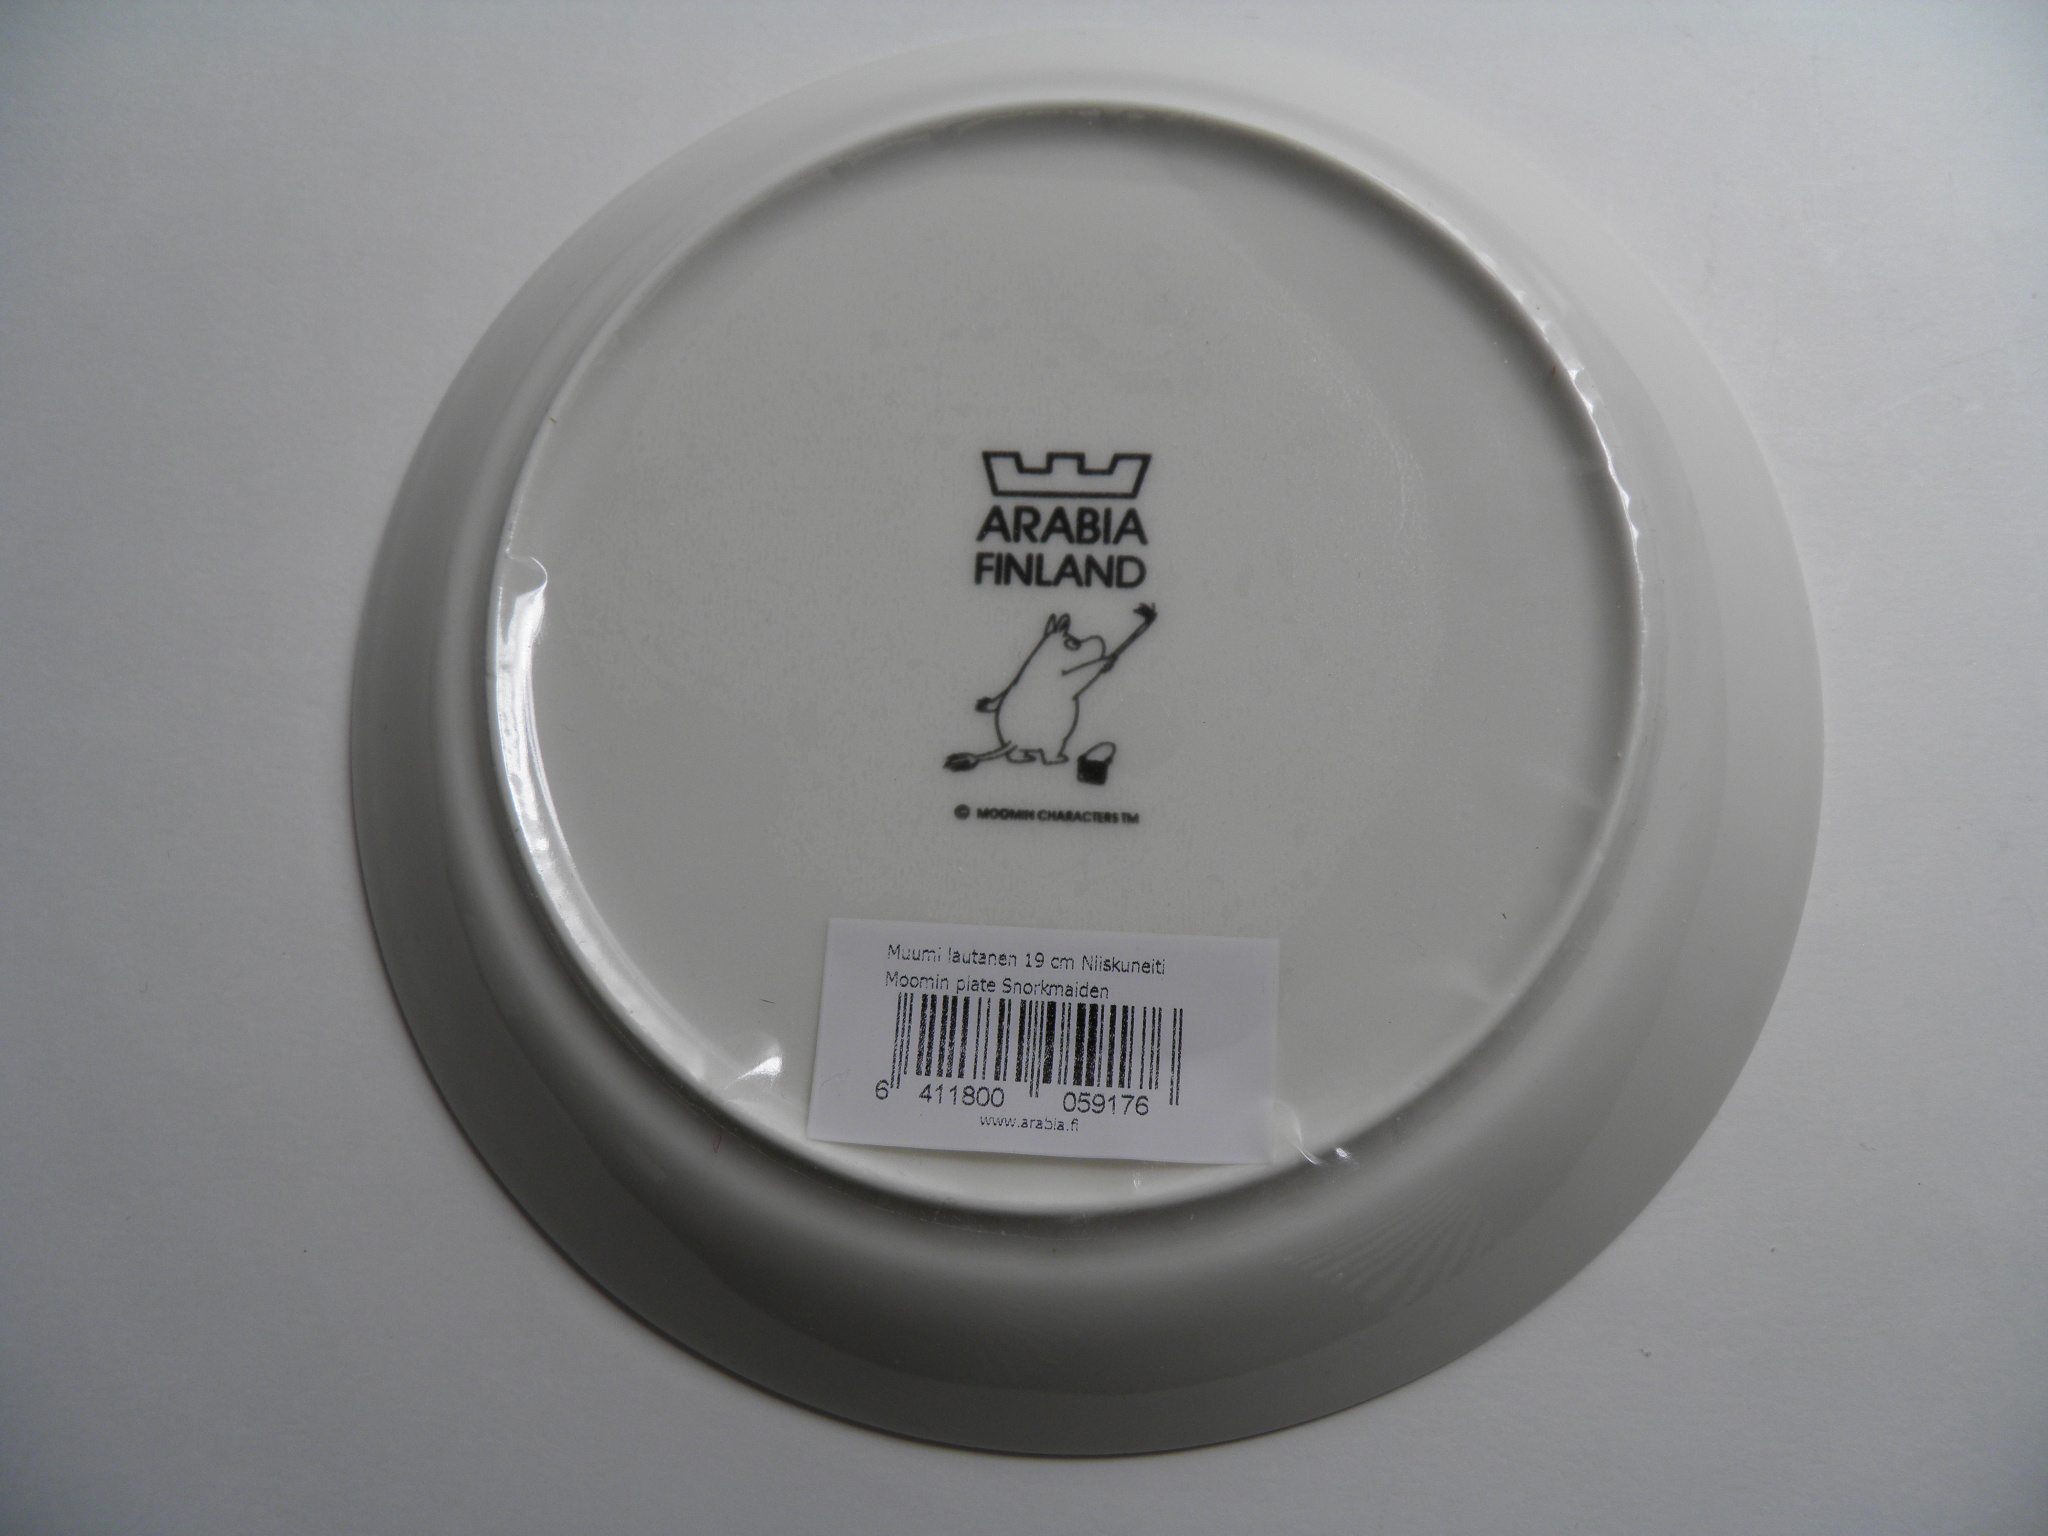 ARABIA
FINLAND
© MOOMIN CHARACTERS TM
Muumi lautanen 19 cm Niiskuneiti
Moomin plate Snorkmaiden
6 411800 059176
www.arabia.fi